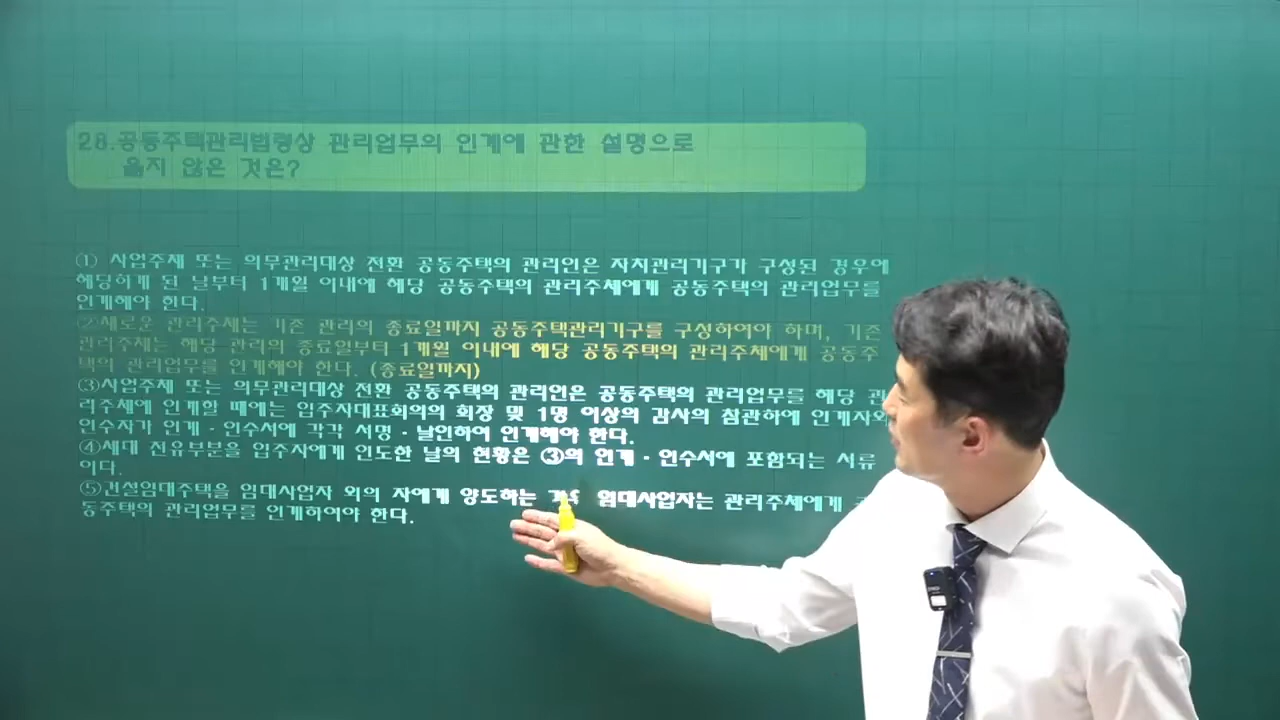 28.공동주택관리법령상 관리업무의 인계에 관한 설명으로
옳지 않은 것은?
① 사업주체 또는 의무관리대상 전환 공동주택의 관리인은 자치관리기구가 구성된 경우에
해당하게 된 날부터 1개월 이내에 해당 공동주택의 관리주체에게 공동주택의 관리업무를
인계해야 한다.
②새로운 관리주체는 기존 관리의 종료일까지 공동주택관리기구를 구성하여야 하며, 기존
관리주체는 해당 관리의 종료일부터 1개월 이내에 해당 공동주택의 관리주체에게 공동주
택의 관리업무를 인계해야 한다. (종료일까지)
③사업주체 또는 의무관리대상 전환 공동주택의 관리인은 공동주택의 관리업무를 해당 관
리주체에 인계할 때에는 입주자대표회의의 회장 및 1명 이상의 감사의 참관하에 인계자와
인수자가 인계·인수서에 각각 서명·날인하여 인계해야 한다.
④세대 전유부분을 입주자에게 인도한 날의 현황은 ③의 인계·인수서에 포함되는 서류
이다.
⑤건설임대주택을 임대사업자 외의 자에게 양도하는 임대사업자는 관리주체에게
동주택의 관리업무를 인계하여야 한다.